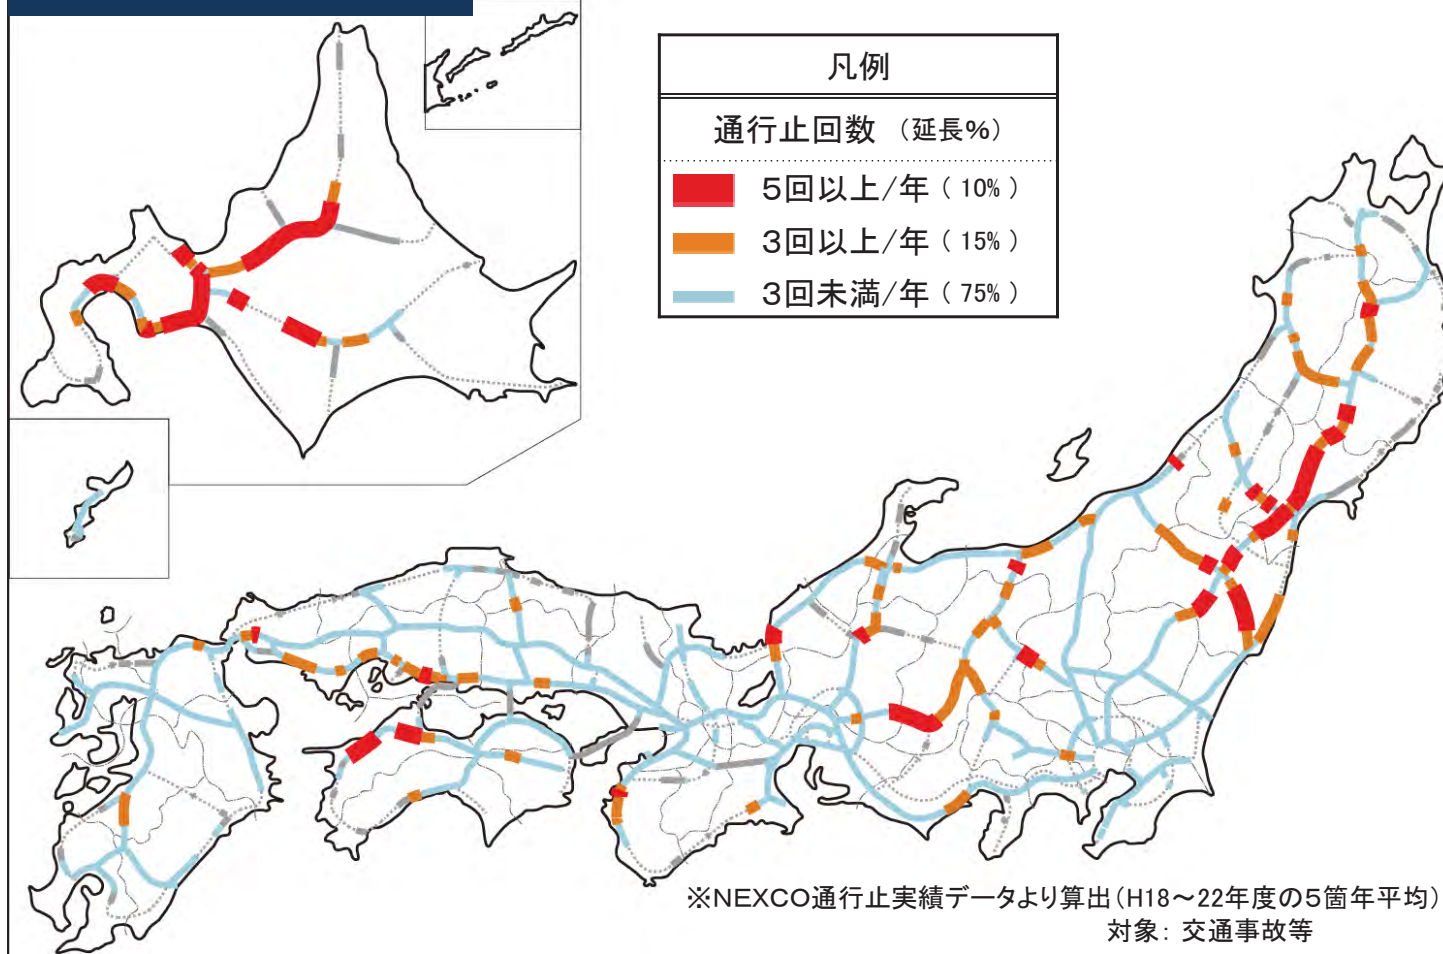 凡例
通行止回数 （延長%）
5回以上/年（ 10% ）
3回以上/年（ 15% ）
3回未満/年（ 75% ）
※NEXCO通行止実績データより算出（H18～22年度の5箇年平均）
対象： 交通事故等